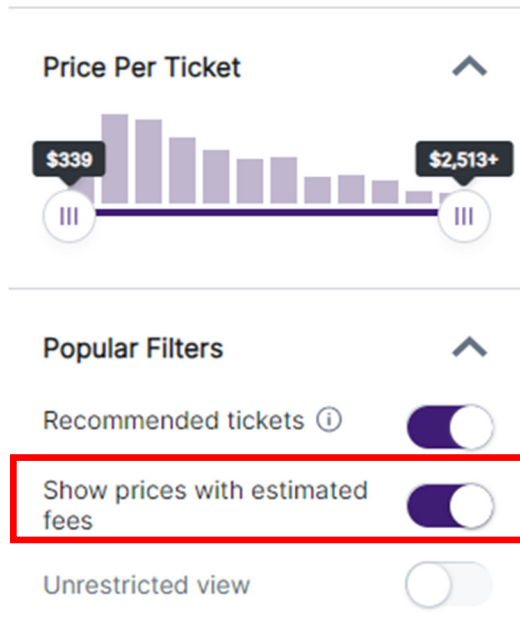 Price Per Ticket
$339
$2,513+
Popular Filters
Recommended tickets
Show prices with estimated
fees
Unrestricted view